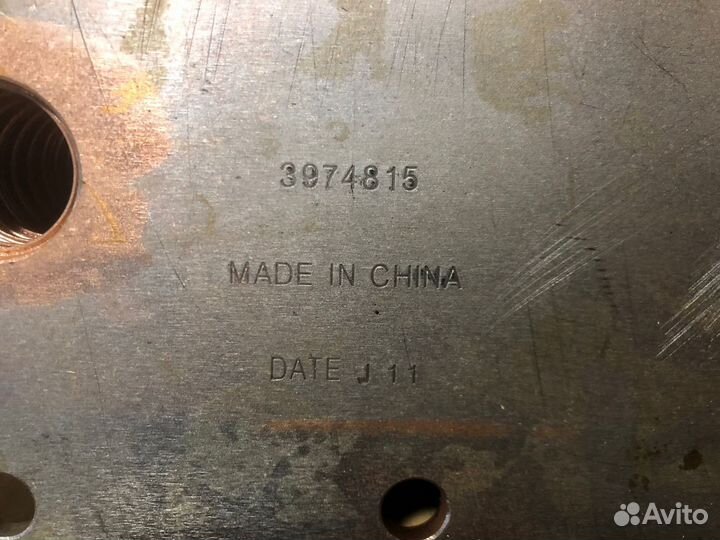 3974815
MADE IN CHINA
DATE J 11
Avito